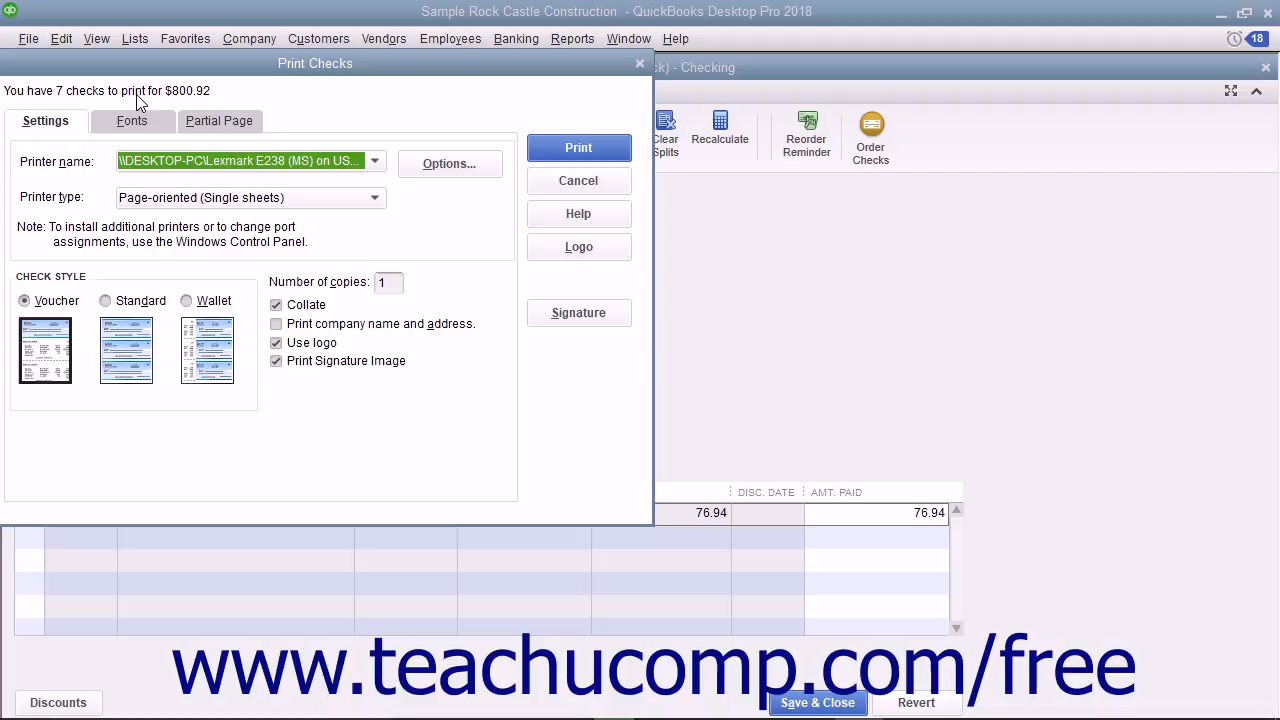 qb
Sample Rock Castle Construction - QuickBooks Desktop Pro 2018
File Edit View Lists Favorites Company Customers Vendors Employees Banking Reports Window Help
18
Print Checks
ck) - Checking
You have 7 checks to print for $800.92
Settings
Fonts
Partial Page
Printer name:
\\DESKTOP-PC\Lexmark E238 (MS) on US...
Options...
Printer type:
Page-oriented (Single sheets)
Note: To install additional printers or to change port
assignments, use the Windows Control Panel.
Print
Cancel
Help
Logo
Signature
CHECK STYLE
Voucher
Standard
Wallet
Number of copies: 1
Collate
Print company name and address.
Use logo
Print Signature Image
Clear
Splits
Recalculate
Reorder
Reminder
Order
Checks
DISC. DATE
AMT. PAID
76.94
76.94
www.teachucomp.com/free
Discounts
Save & Close
Revert